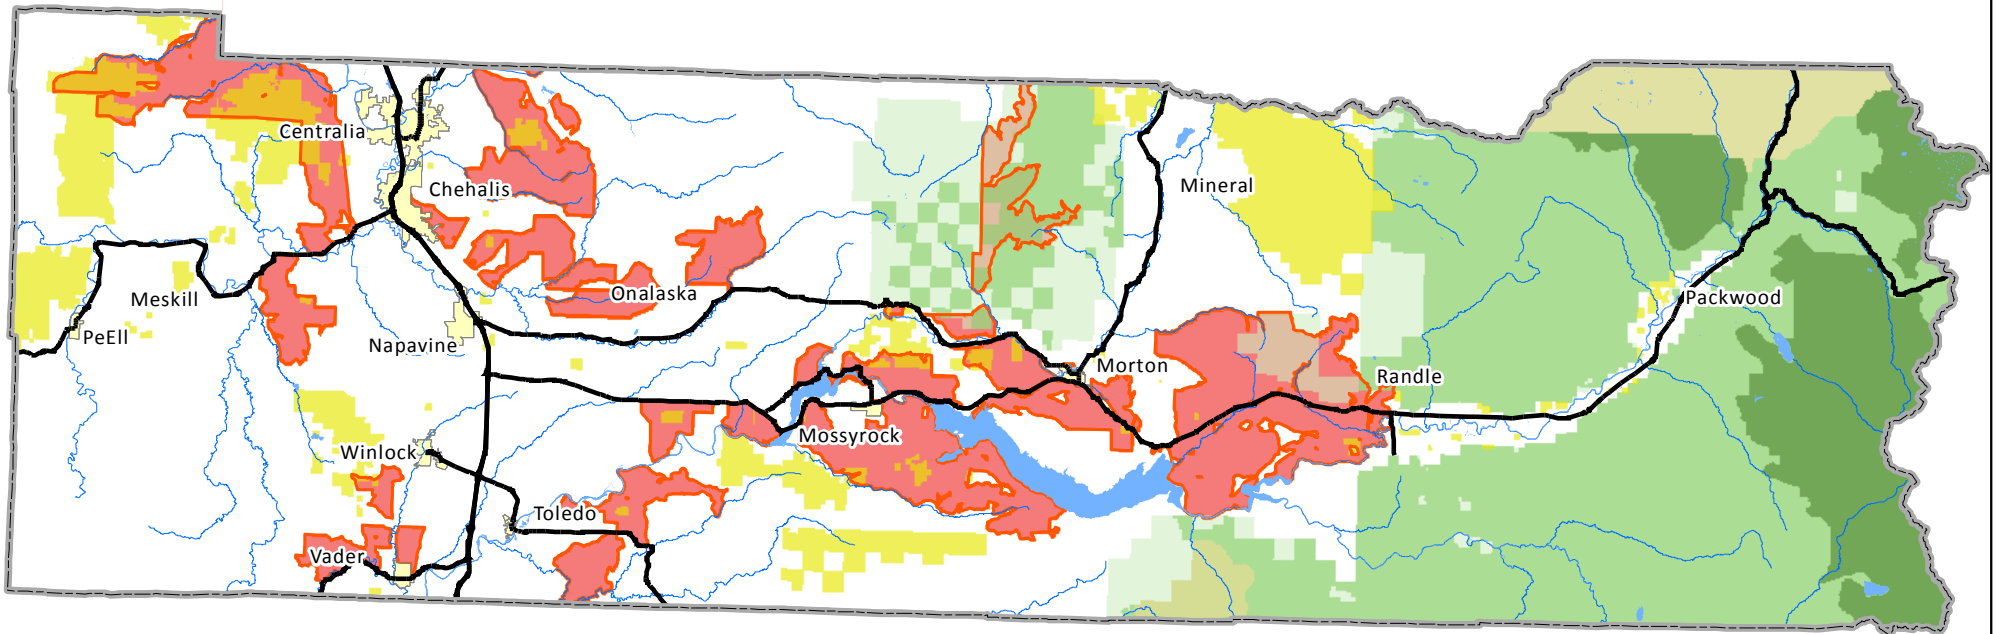 Centralia
Chehalis
Mineral
Onalaska
Meskill
Packwood
PeEll
Napavine
Morton
Randle
Mossyrock
Winlock
Toledo
Vader